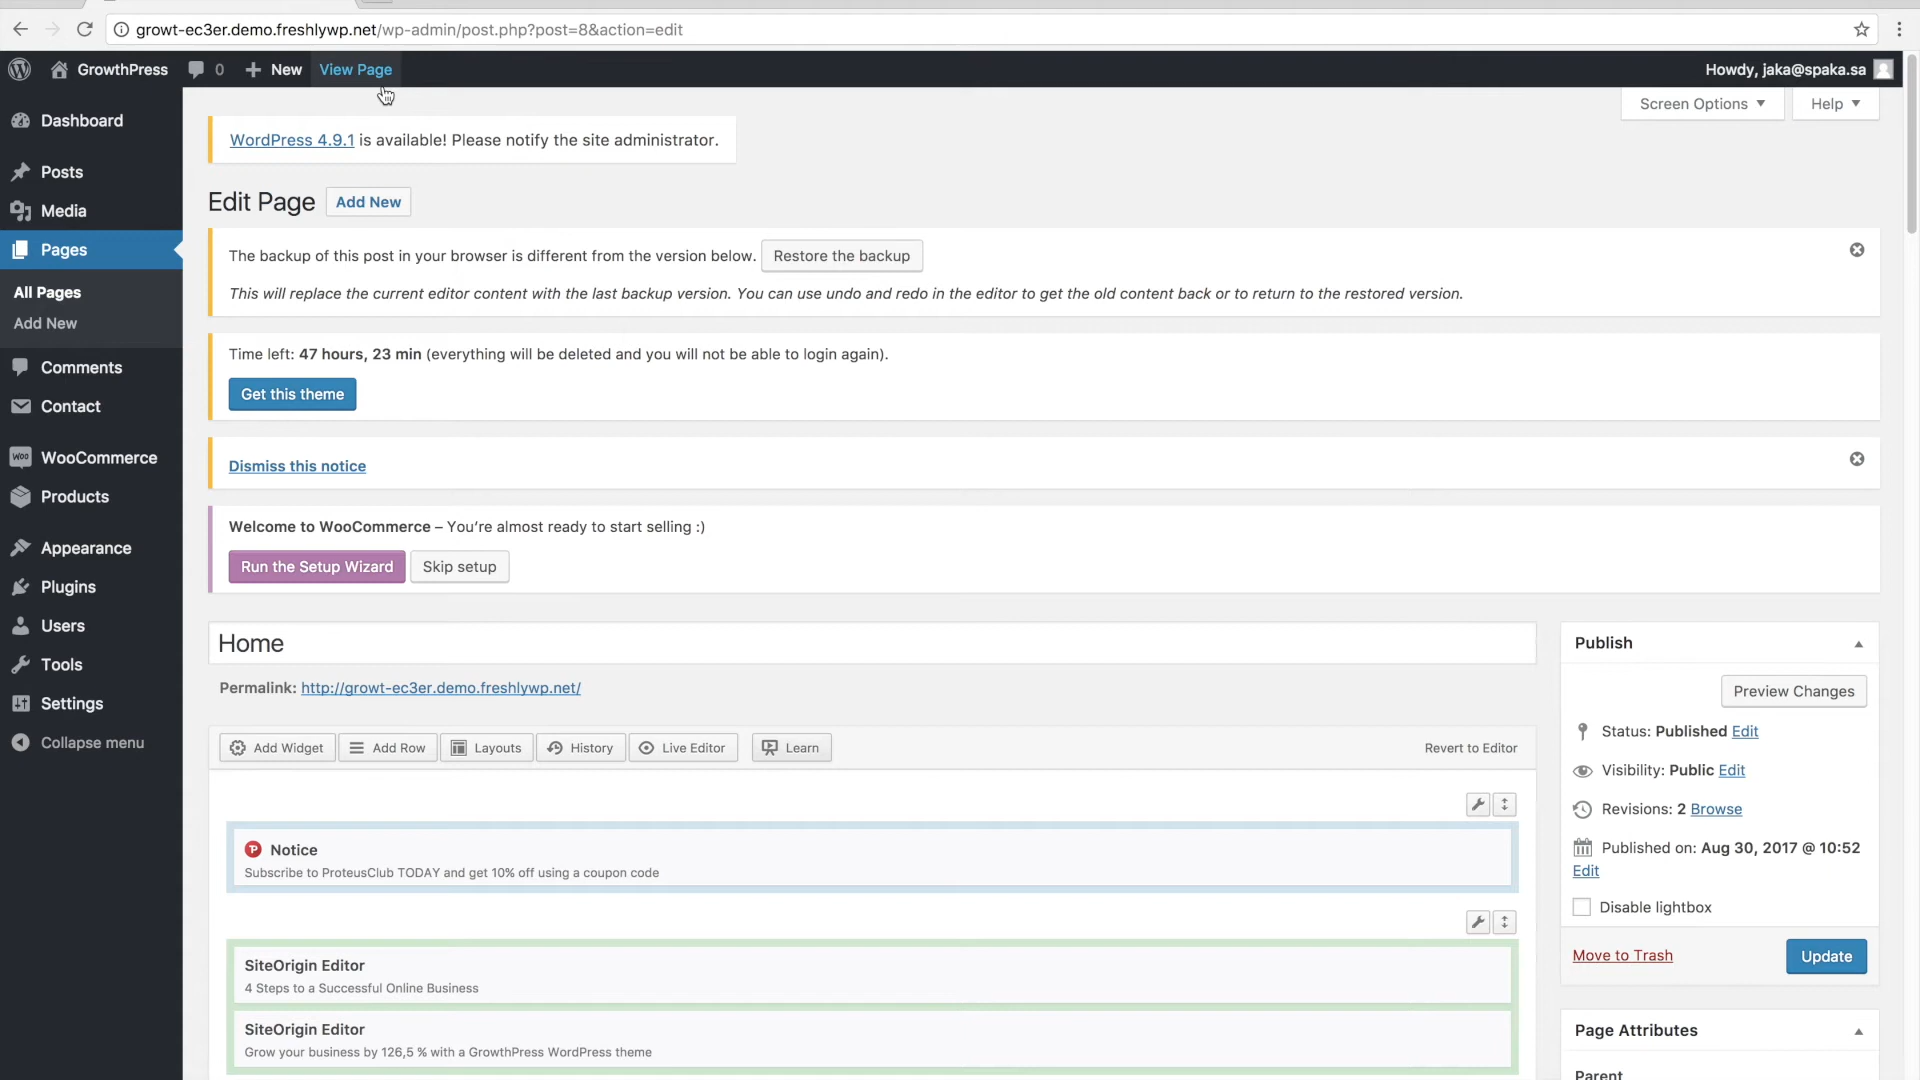 growt-ec3er.demo.freshlywp.net/wp-admin/post.php?post=8&action=edit
GrowthPress 0 New View Page Howdy, jaka@spaka.sa
Screen Options Help
Dashboard
WordPress 4.9.1 is available! Please notify the site administrator.
Posts
Media
Pages
All Pages
Add New
Comments
Contact
WooCommerce
Products
Appearance
Plugins
Users
Tools
Settings
Collapse menu
Edit Page Add New
The backup of this post in your browser is different from the version below. Restore the backup
This will replace the current editor content with the last backup version. You can use undo and redo in the editor to get the old content back or to return to the restored version.
Time left: 47 hours, 23 min (everything will be deleted and you will not be able to login again).
Get this theme
Dismiss this notice
Welcome to WooCommerce – You're almost ready to start selling :)
Run the Setup Wizard Skip setup
Home
Permalink: http://growt-ec3er.demo.freshlywp.net/
Add Widget Add Row Layouts History Live Editor Learn Revert to Editor
Notice
Subscribe to ProteusClub TODAY and get 10% off using a coupon code
SiteOrigin Editor
4 Steps to a Successful Online Business
SiteOrigin Editor
Grow your business by 126,5 % with a GrowthPress WordPress theme
Publish
Preview Changes
Status: Published Edit
Visibility: Public Edit
Revisions: 2 Browse
Published on: Aug 30, 2017 @ 10:52
Edit
Disable lightbox
Move to Trash Update
Page Attributes
Parent